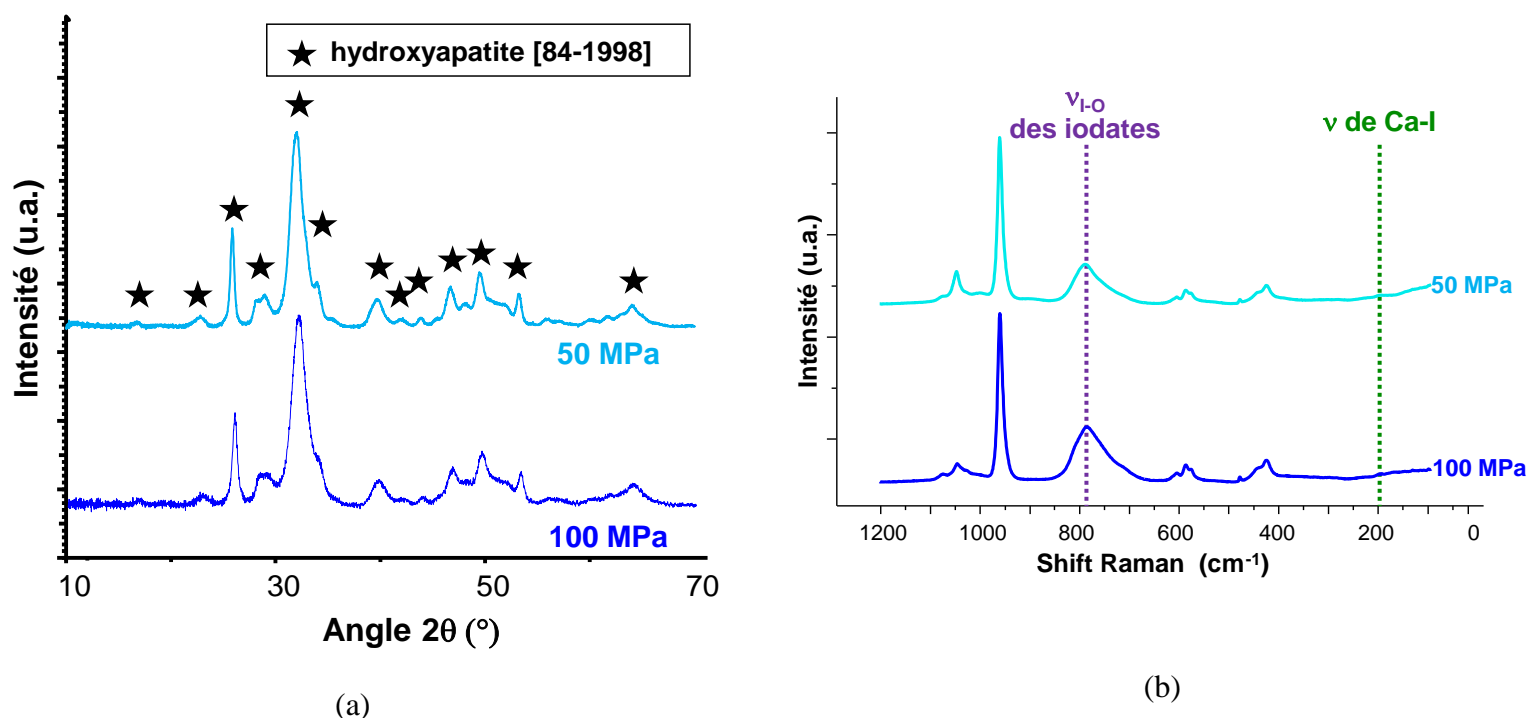 ★ hydroxyapatite [84-1998]
Intensité (u.a.)
50 MPa
100 MPa
10 30 50 70
Angle 2θ (°)
(a)
νI-O
des iodates
ν de Ca-I
Intensité (u.a.)
50 MPa
100 MPa
1200 1000 800 600 400 200 0
Shift Raman (cm-1)
(b)